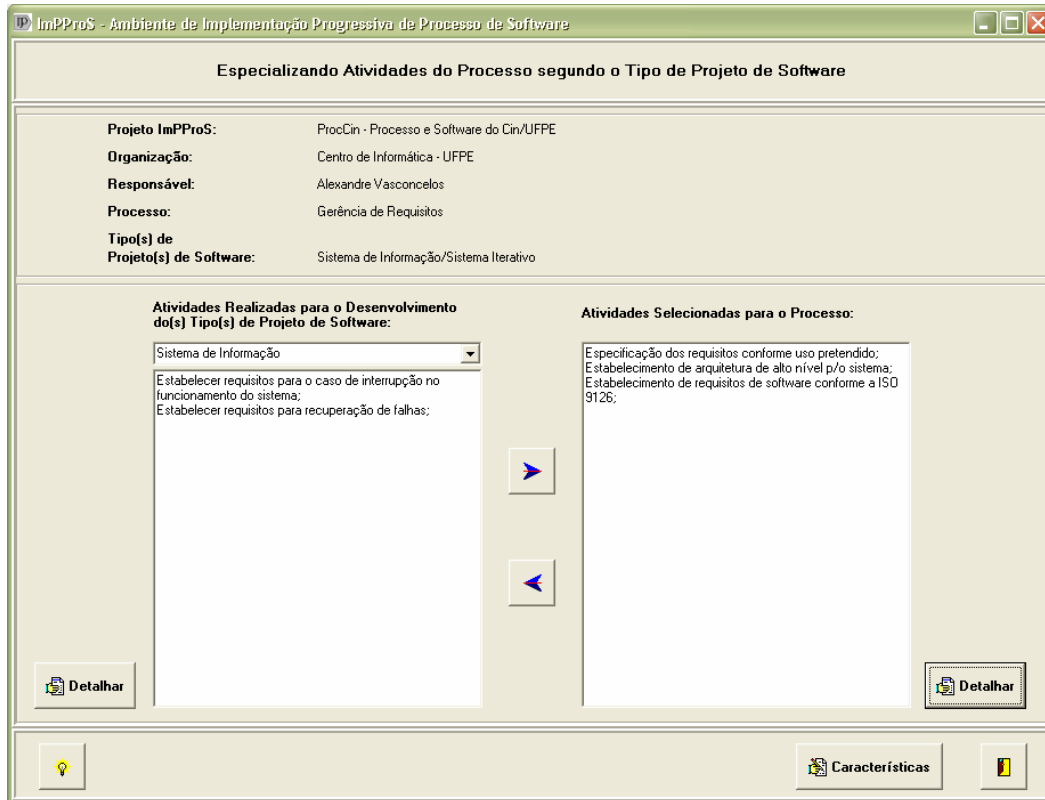 ImPProS - Ambiente de Implementação Progressiva de Processo de Software
Especializando Atividades do Processo segundo o Tipo de Projeto de Software
Projeto ImPProS: ProcCin - Processo e Software do Cin/UFPE
Organização: Centro de Informática - UFPE
Responsável: Alexandre Vasconcelos
Processo: Gerência de Requisitos
Tipo(s) de
Projeto(s) de Software: Sistema de Informação/Sistema Iterativo
Atividades Realizadas para o Desenvolvimento
do(s) Tipo(s) de Projeto de Software:
Sistema de Informação
Estabelecer requisitos para o caso de interrupção no
funcionamento do sistema;
Estabelecer requisitos para recuperação de falhas;
Atividades Selecionadas para o Processo:
Especificação dos requisitos conforme uso pretendido;
Estabelecimento de arquitetura de alto nível p/o sistema;
Estabelecimento de requisitos de software conforme a ISO
9126;
Detalhar
Detalhar
Características